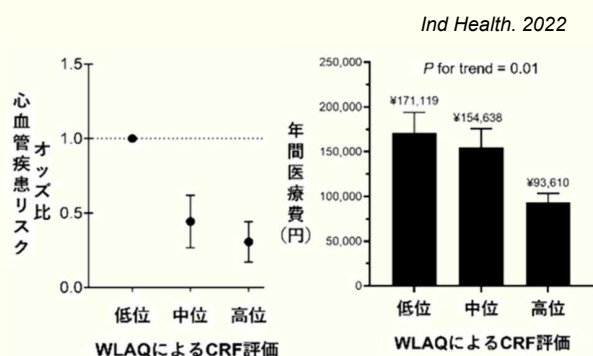 Ind Health. 2022
心血管疾患リスク
オッズ比
1.5
1.0
0.5
0.0
低位 中位 高位
WLAQによるCRF評価
年間医療費(円)
250,000
200,000
150,000
100,000
50,000
0
P for trend = 0.01
¥171,119
¥154,638
¥93,610
低位 中位 高位
WLAQによるCRF評価